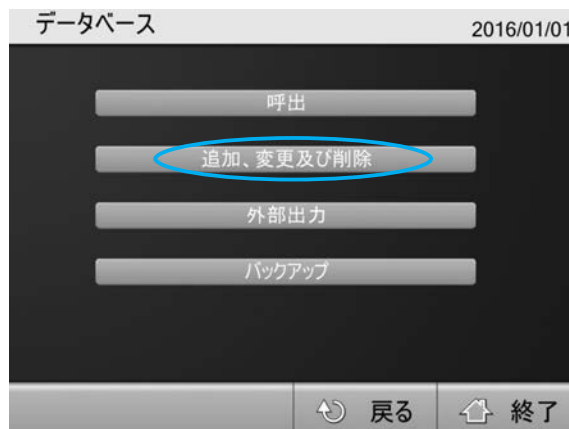 データベース
2016/01/01
呼出
追加、変更及び削除
外部出力
バックアップ
戻る
終了